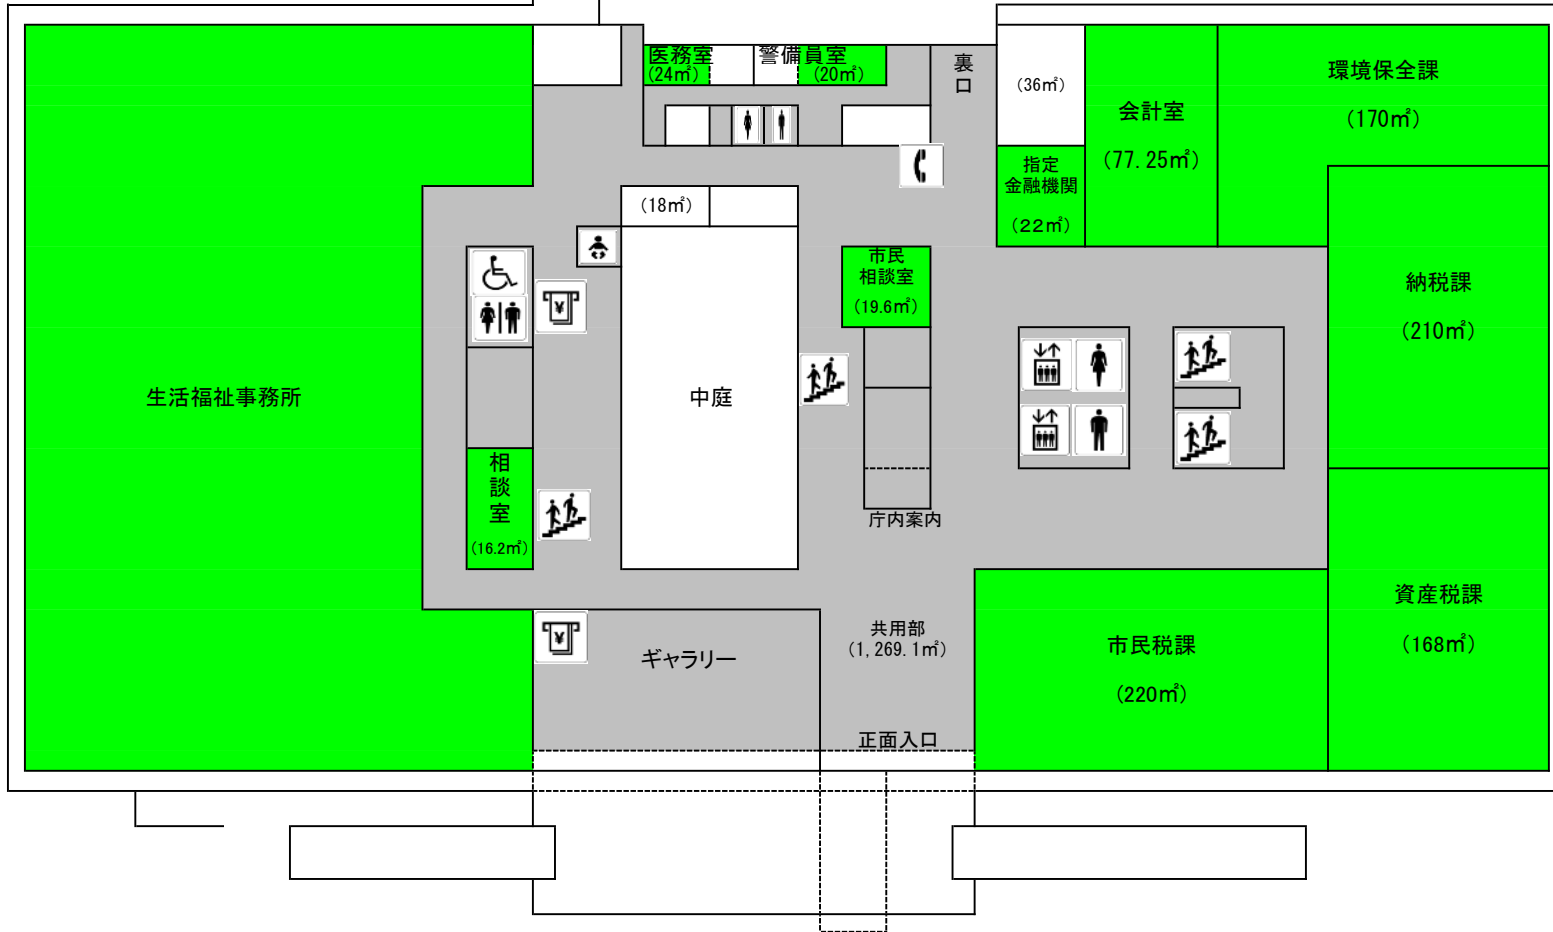 医務室
(24㎡)
警備員室
(20㎡)
裏
口
(36㎡)
会計室
(77.25㎡)
環境保全課
(170㎡)
指定
金融機関
(22㎡)
(18㎡)
市民
相談室
(19.6㎡)
納税課
(210㎡)
¥
生活福祉事務所
中庭
相
談
室
(16.2㎡)
庁内案内
資産税課
(168㎡)
¥
ギャラリー
共用部
(1,269.1㎡)
市民税課
(220㎡)
正面入口